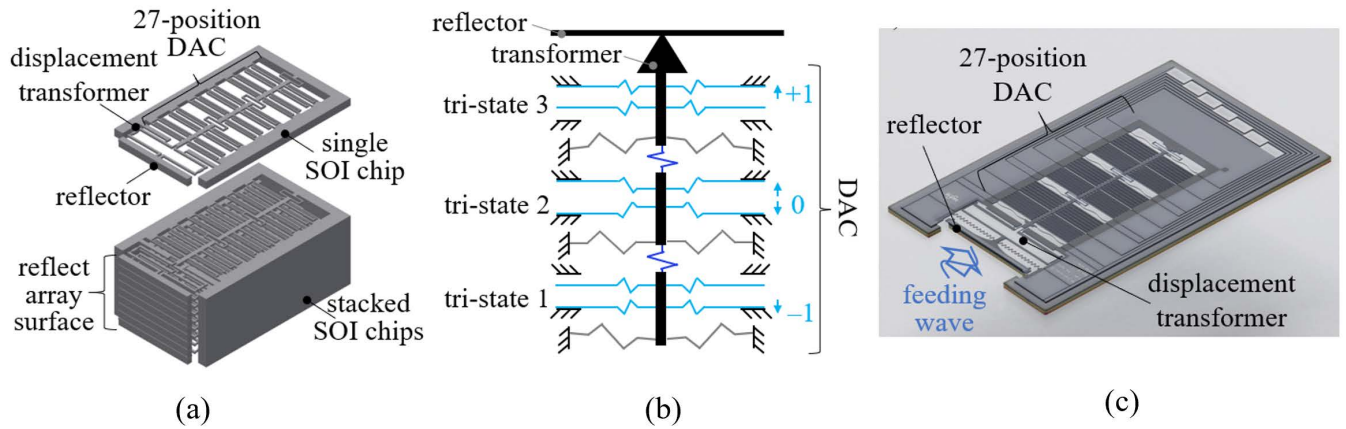 27-position
DAC
displacement
transformer
single
SOI chip
reflector
reflect
array
surface
stacked
SOI chips
(a)
reflector
transformer
tri-state 3
+1
tri-state 2
0
DAC
tri-state 1
−1
(b)
27-position
DAC
reflector
feeding
wave
displacement
transformer
(c)